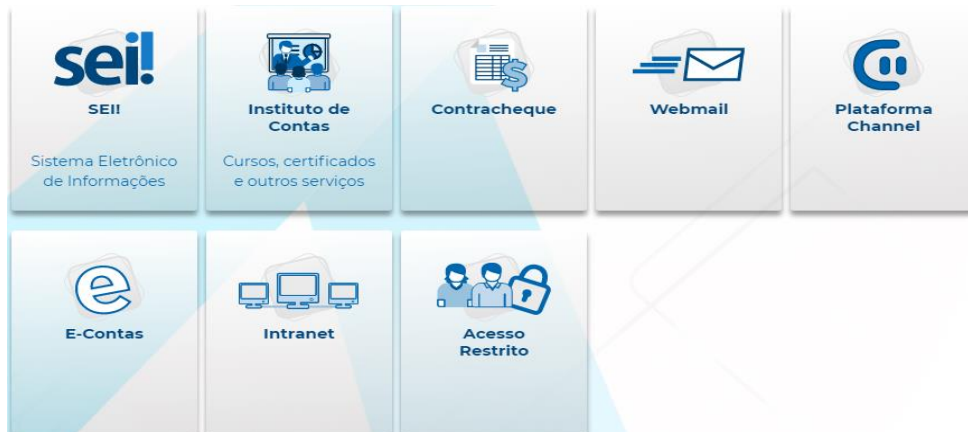 sei!
SEI!
Sistema Eletrônico
de Informações
Instituto de
Contas
Cursos, certificados
e outros serviços
Contracheque
Webmail
Plataforma
Channel
e
E-Contas
Intranet
Acesso
Restrito